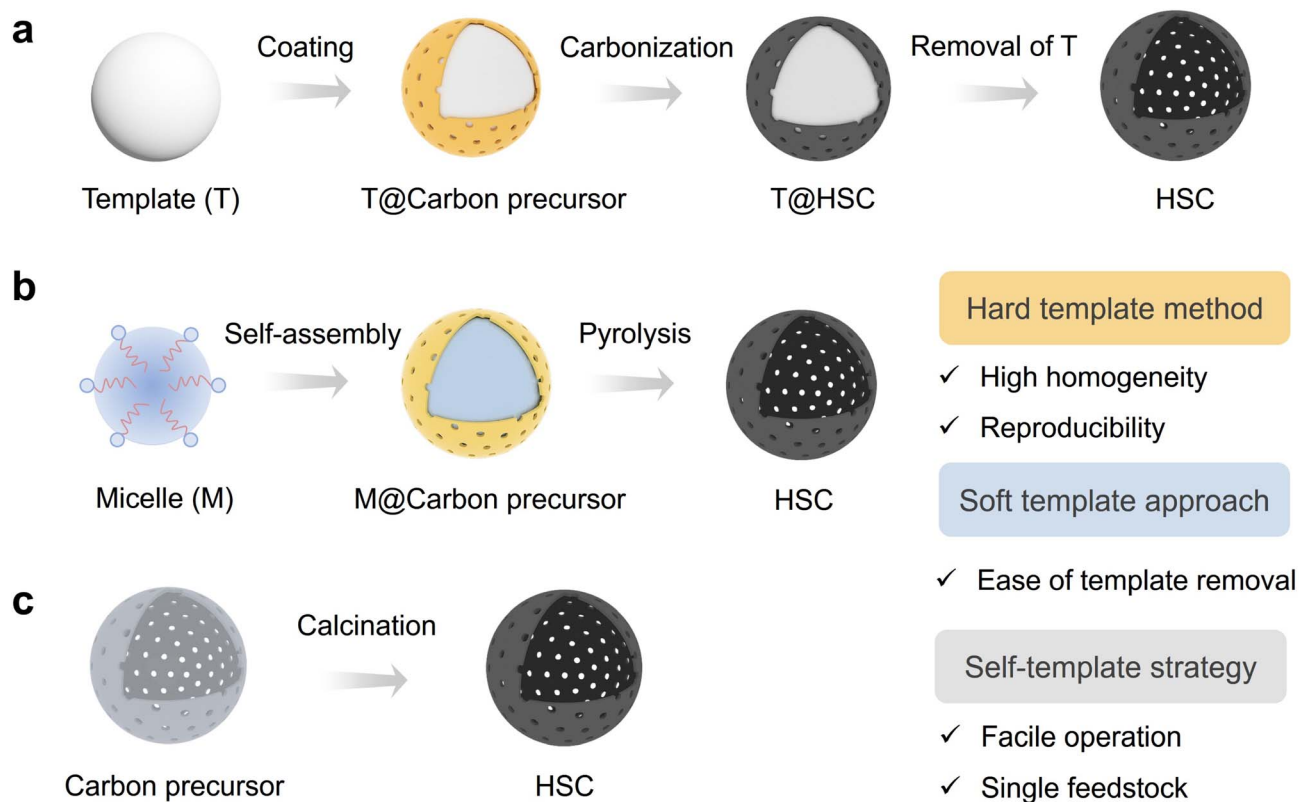 a
Coating
Carbonization
Removal of T
Template (T)
T@Carbon precursor
T@HSC
HSC
b
Self-assembly
Pyrolysis
Micelle (M)
M@Carbon precursor
HSC
Hard template method
✓ High homogeneity
✓ Reproducibility
Soft template approach
✓ Ease of template removal
Self-template strategy
✓ Facile operation
✓ Single feedstock
c
Calcination
Carbon precursor
HSC